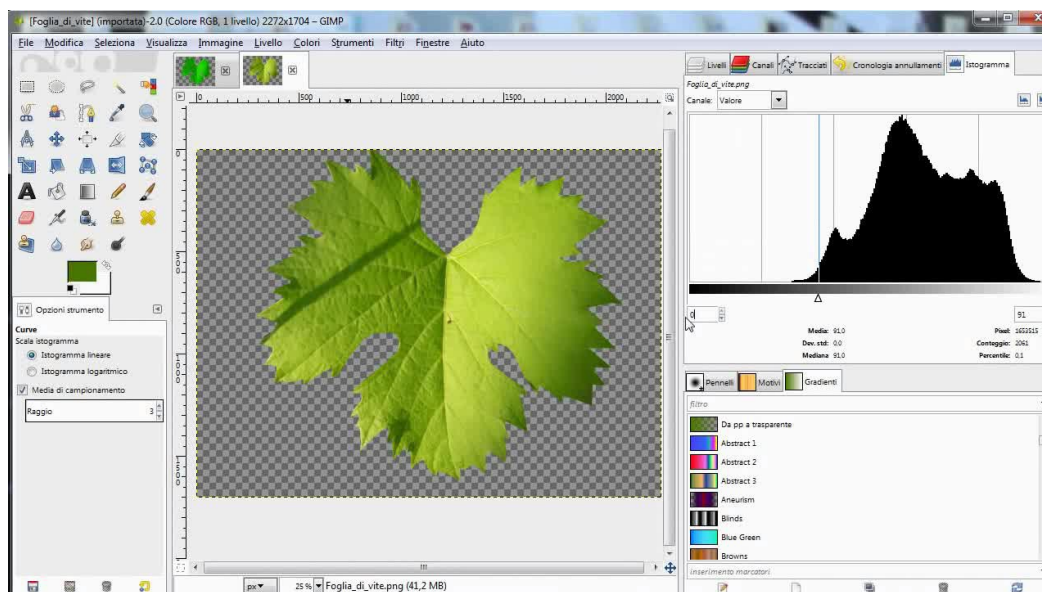 [Foglia_di_vite] (importata)-2.0 (Colore RGB, 1 livello) 2272x1704 – GIMP
File Modifica Seleziona Visualizza Immagine Livello Colori Strumenti Filtri Finestre Aiuto
Livelli Canali Tracciati Cronologia annullamenti Istogramma
Foglia_di_vite.png
Canale: Valore
0 500 1000 1500 2000
0
500
1000
1500
0 91
Media: 91,0 Pixel: 1653515
Dev. std: 0,0 Conteggio: 2061
Mediana 91,0 Percentile: 0,1
Opzioni strumento
Curve
Scala istogramma
Istogramma lineare
Istogramma logaritmico
Media di campionamento
Raggio 3
Pennelli Motivi Gradienti
filtro
Da pp a trasparente
Abstract 1
Abstract 2
Abstract 3
Aneurism
Blinds
Blue Green
Browns
inserimento marcatori
px 25 % Foglia_di_vite.png (41,2 MB)